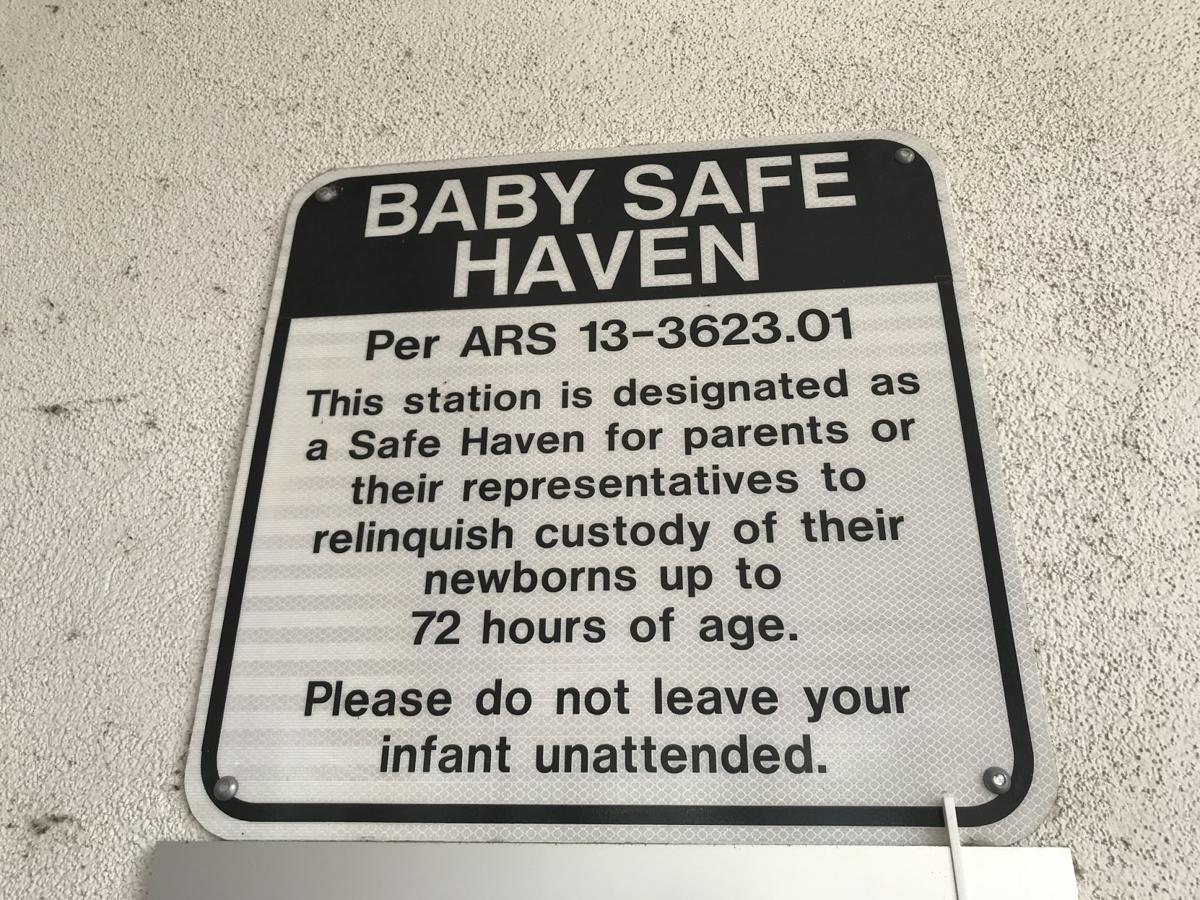 BABY SAFE
HAVEN
Per ARS 13-3623.01
This station is designated as
a Safe Haven for parents or
their representatives to
relinquish custody of their
newborns up to
72 hours of age.
Please do not leave your
infant unattended.